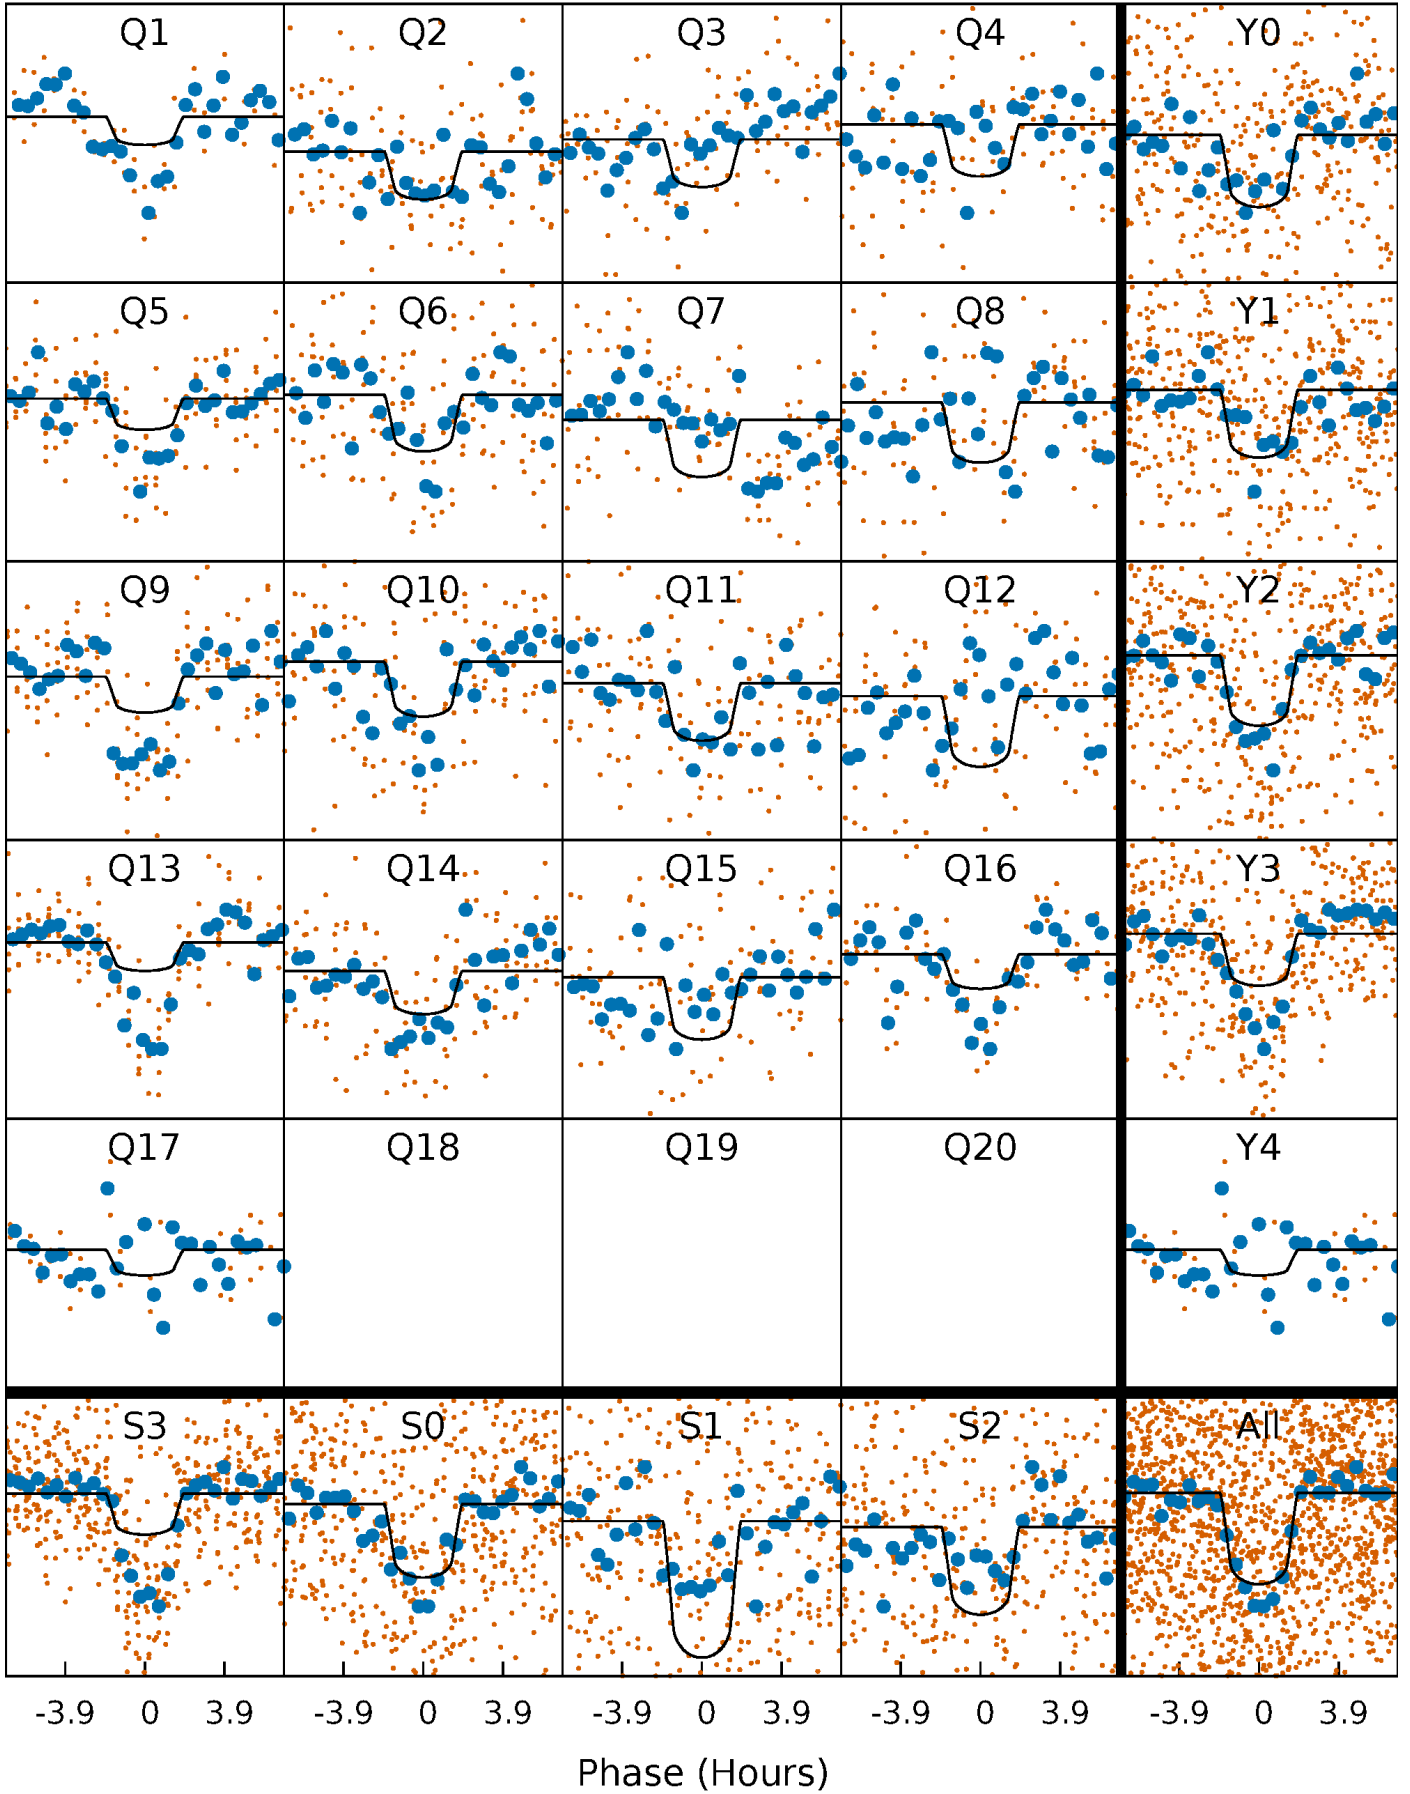 Q1 Q2 Q3 Q4 Y0
Q5 Q6 Q7 Q8 Y1
Q9 Q10 Q11 Q12 Y2
Q13 Q14 Q15 Q16 Y3
Q17 Q18 Q19 Q20 Y4
S3 S0 S1 S2 All
-3.9 0 3.9 -3.9 0 3.9 -3.9 0 3.9 -3.9 0 3.9 -3.9 0 3.9
Phase (Hours)